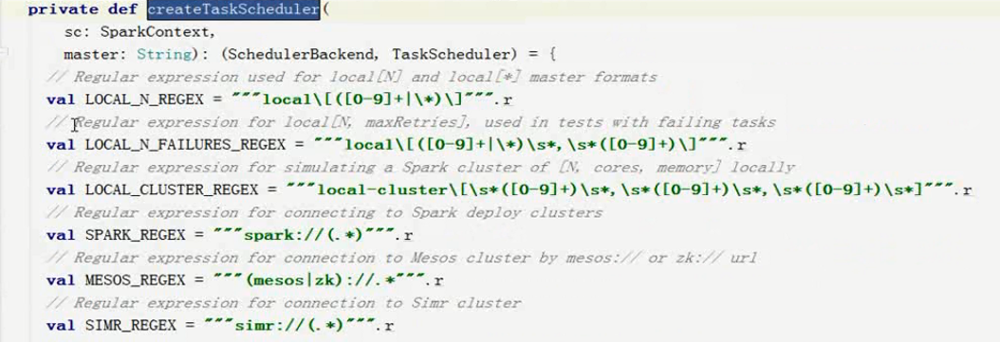 private def createTaskScheduler(
sc: SparkContext,
master: String): (SchedulerBackend, TaskScheduler) = {
// Regular expression used for local[N] and local[*] master formats
val LOCAL_N_REGEX = """local\[([0-9]+|\*)\]""".r
// Regular expression for local[N, maxRetries], used in tests with failing tasks
val LOCAL_N_FAILURES_REGEX = """local\[([0-9]+|\*)\s*,\s*([0-9]+)\]""".r
// Regular expression for simulating a Spark cluster of [N, cores, memory] locally
val LOCAL_CLUSTER_REGEX = """local-cluster\[\s*([0-9]+)\s*,\s*([0-9]+)\s*,\s*([0-9]+)\s*]""".r
// Regular expression for connecting to Spark deploy clusters
val SPARK_REGEX = """spark://(.*)""".r
// Regular expression for connection to Mesos cluster by mesos:// or zk:// url
val MESOS_REGEX = """(mesos|zk)://.*""".r
// Regular expression for connection to Simr cluster
val SIMR_REGEX = """simr://(.*)""".r